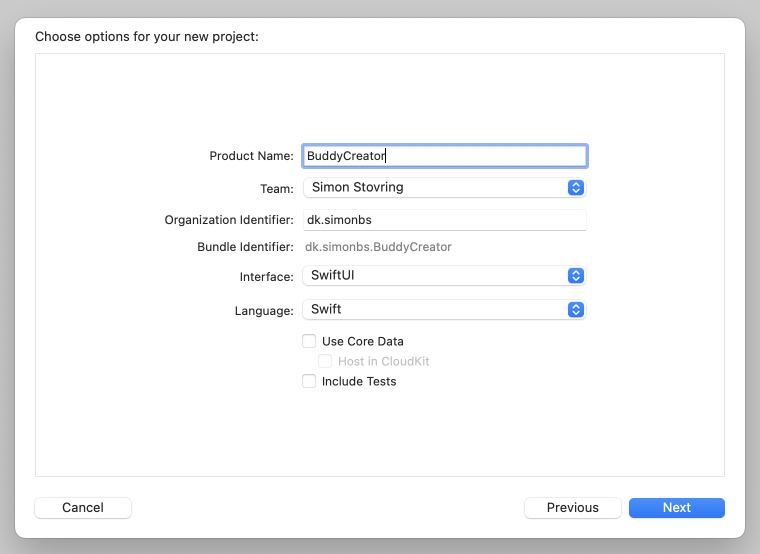 Choose options for your new project:
Product Name: BuddyCreator
Team: Simon Stovring
Organization Identifier: dk.simonbs
Bundle Identifier: dk.simonbs.BuddyCreator
Interface: SwiftUI
Language: Swift
Use Core Data
Host in CloudKit
Include Tests
Cancel Previous Next